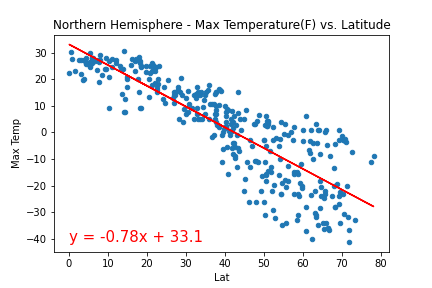 Northern Hemisphere - Max Temperature(F) vs. Latitude
30
20
10
0
−10
−20
−30
−40
Max Temp
y = -0.78x + 33.1
0 10 20 30 40 50 60 70 80
Lat